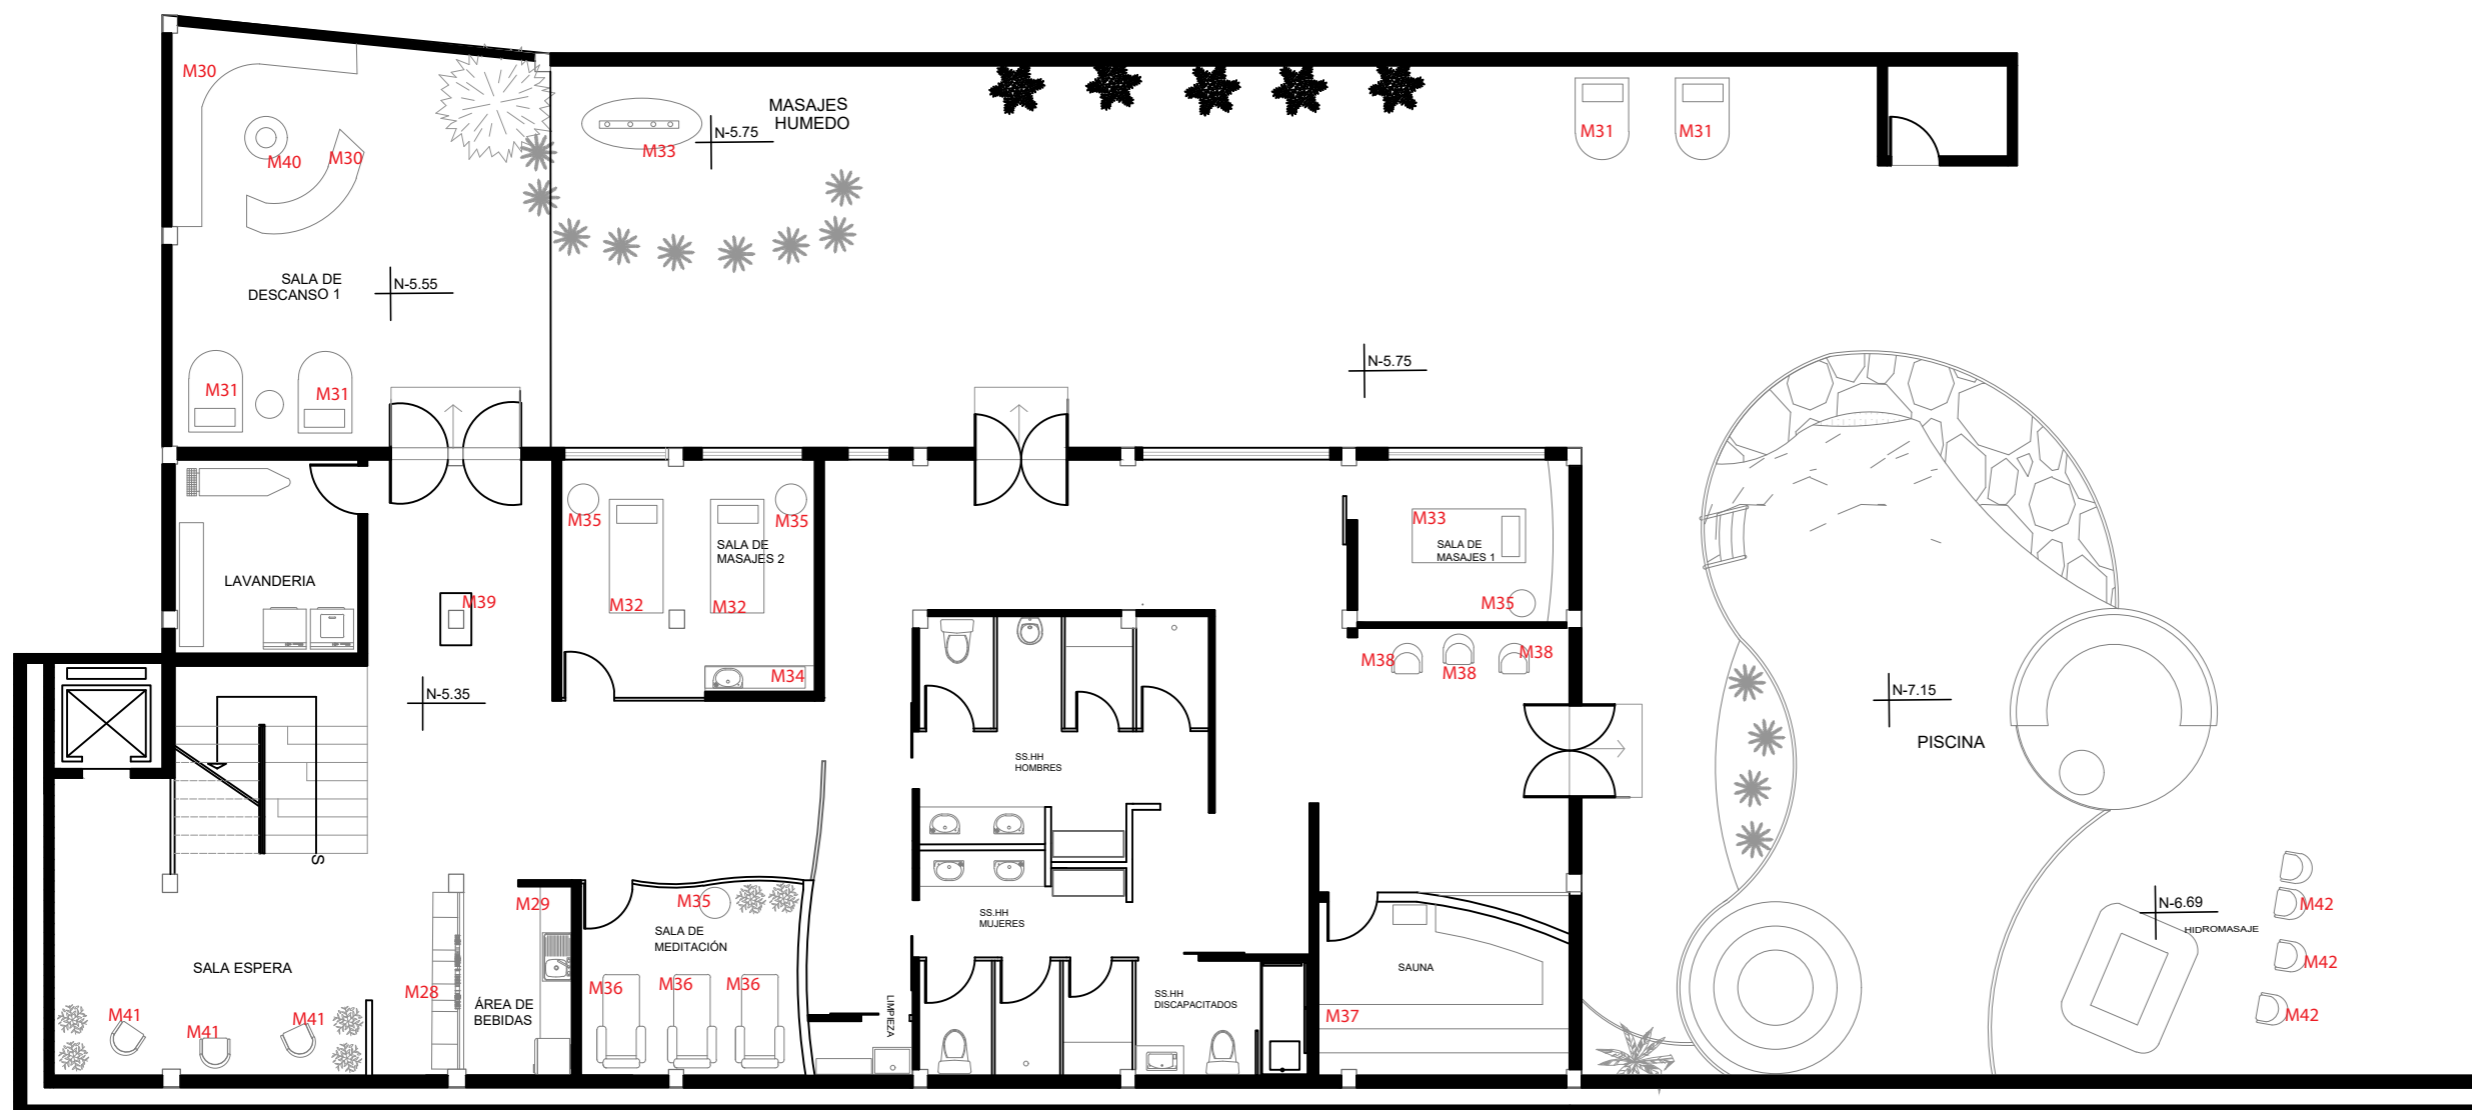 M30
MASAJES
HUMEDO
N-5.75
M33
M31
M31
M40
M30
SALA DE
DESCANSO 1
N-5.55
N-5.75
M31
M31
M35
M35
SALA DE
MASAJES 2
M32
M32
M34
M33
SALA DE
MASAJES 1
M35
LAVANDERIA
M39
N-5.35
M38
M38
M38
N-7.15
PISCINA
SS.HH
HOMBRES
S
M29
M35
SALA DE
MEDITACIÓN
SS.HH
MUJERES
N-6.69
HIDROMASAJE
M42
M42
M42
SALA ESPERA
M28
ÁREA DE
BEBIDAS
M36
M36
M36
LIMPIEZA
SS.HH
DISCAPACITADOS
SAUNA
M37
M41
M41
M41